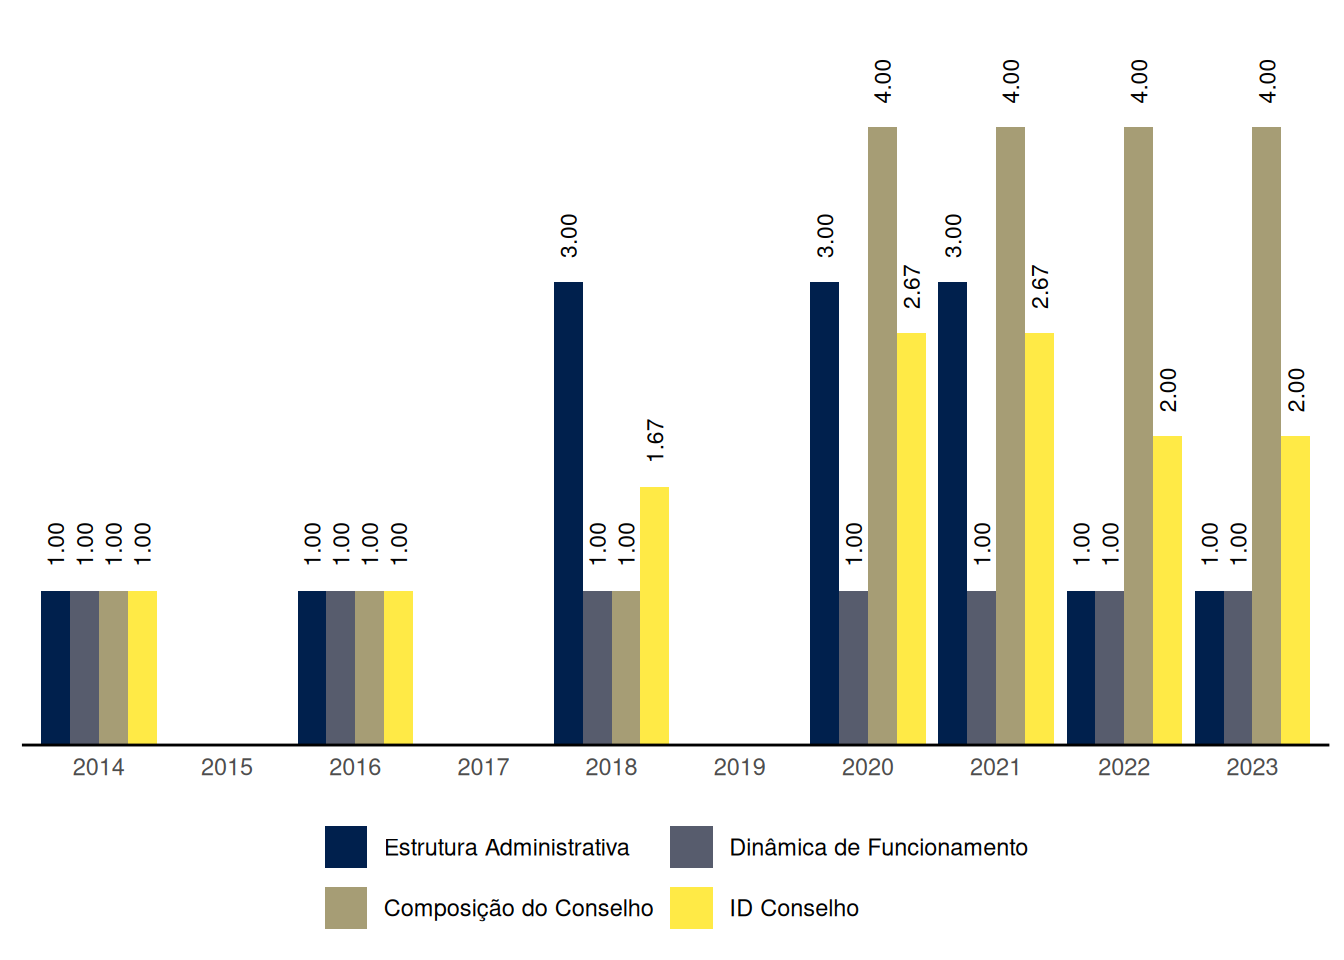 4.00 4.00 4.00 4.00
3.00 3.00 3.00
2.67 2.67
2.00 2.00
1.67
1.00 1.00 1.00 1.00 1.00 1.00 1.00 1.00 1.00 1.00 1.00 1.00 1.00 1.00 1.00 1.00
2014 2015 2016 2017 2018 2019 2020 2021 2022 2023
Estrutura Administrativa Dinâmica de Funcionamento
Composição do Conselho ID Conselho